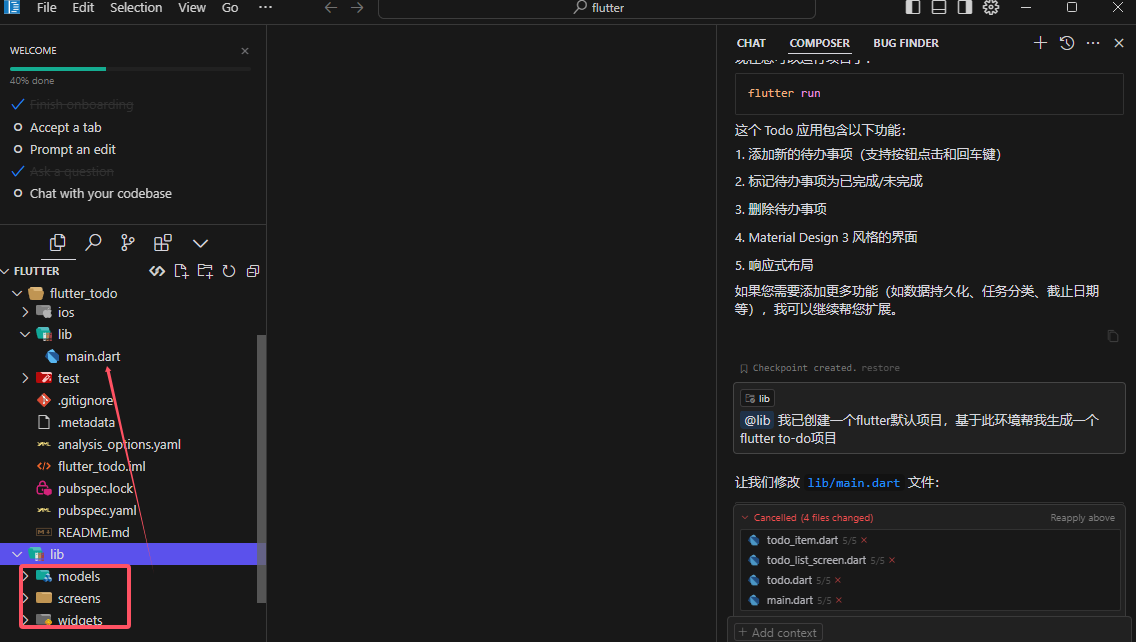 File Edit Selection View Go ··· flutter
WELCOME
40% done
Finish onboarding
Accept a tab
Prompt an edit
Ask a question
Chat with your codebase
FLUTTER
flutter_todo
ios
lib
main.dart
test
.gitignore
.metadata
analysis_options.yaml
flutter_todo.iml
pubspec.lock
pubspec.yaml
README.md
lib
models
screens
widgets
CHAT COMPOSER BUG FINDER
现在您可以运行项目了：
flutter run
这个 Todo 应用包含以下功能：
1. 添加新的待办事项（支持按钮点击和回车键）
2. 标记待办事项为已完成/未完成
3. 删除待办事项
4. Material Design 3 风格的界面
5. 响应式布局
如果您需要添加更多功能（如数据持久化、任务分类、截止日期
等），我可以继续帮您扩展。
Checkpoint created. restore
lib
@lib 我已创建一个flutter默认项目，基于此环境帮我生成一个
flutter to-do项目
让我们修改 lib/main.dart 文件：
Cancelled (4 files changed) Reapply above
todo_item.dart 5/5 ×
todo_list_screen.dart 5/5 ×
todo.dart 5/5 ×
main.dart 5/5 ×
+ Add context